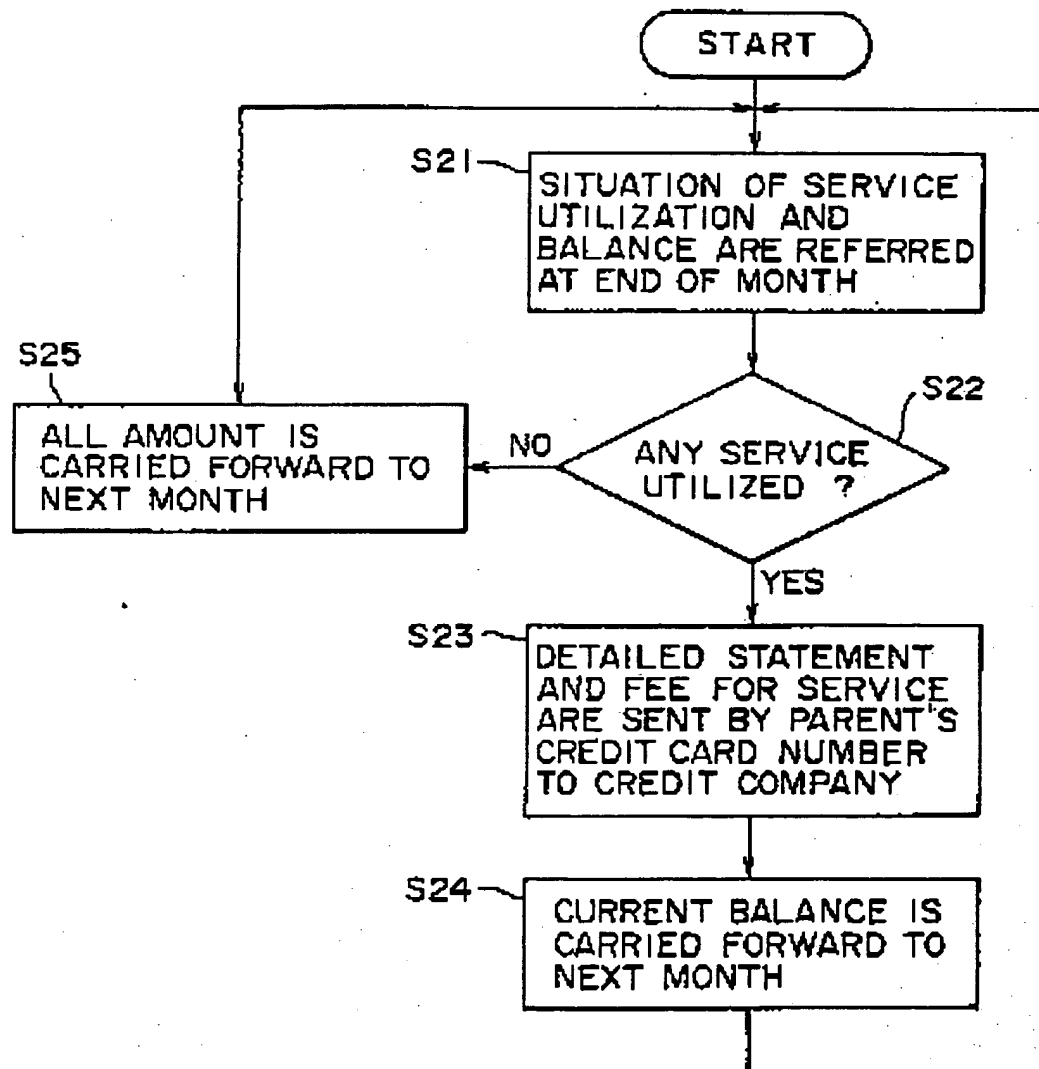 START
S21
SITUATION OF SERVICE
UTILIZATION AND
BALANCE ARE REFERRED
AT END OF MONTH
S25
ALL AMOUNT IS
CARRIED FORWARD TO
NEXT MONTH
NO
S22
ANY SERVICE
UTILIZED ?
YES
S23
DETAILED STATEMENT
AND FEE FOR SERVICE
ARE SENT BY PARENT'S
CREDIT CARD NUMBER
TO CREDIT COMPANY
S24
CURRENT BALANCE IS
CARRIED FORWARD TO
NEXT MONTH